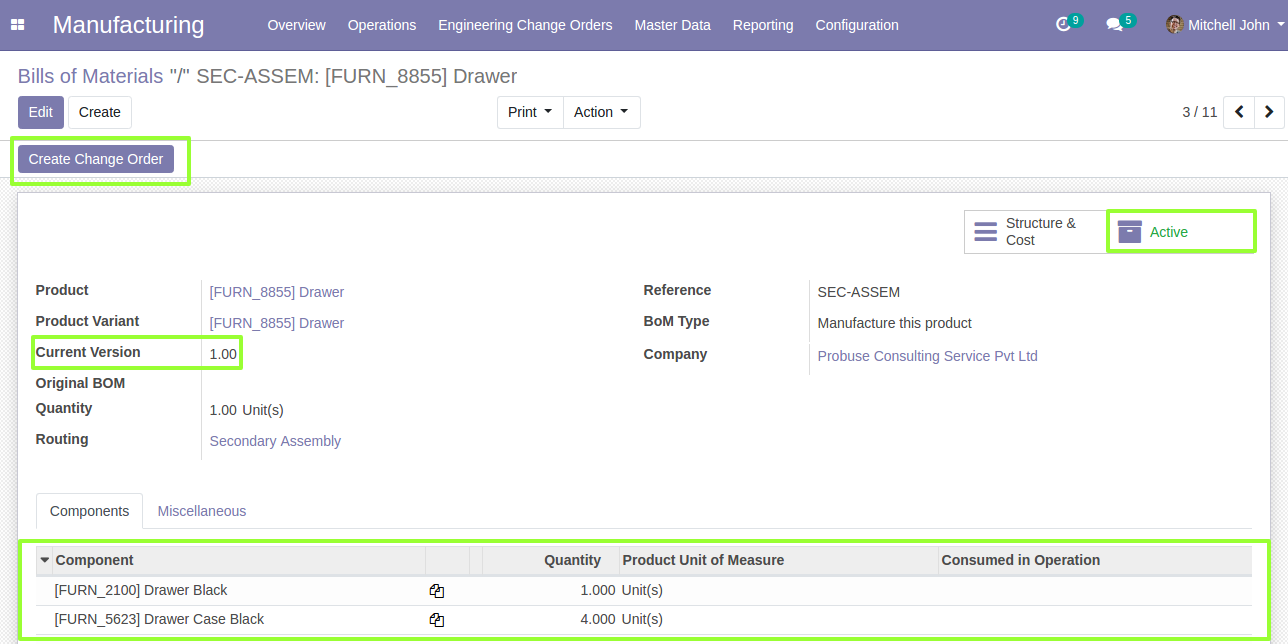 Manufacturing Overview Operations Engineering Change Orders Master Data Reporting Configuration 9 5 Mitchell John
Bills of Materials "/" SEC-ASSEM: [FURN_8855] Drawer
Edit Create Print Action 3 / 11
Create Change Order
Structure & Cost
Active
Product [FURN_8855] Drawer
Reference SEC-ASSEM
Product Variant [FURN_8855] Drawer
BoM Type Manufacture this product
Current Version 1.00
Company Probuse Consulting Service Pvt Ltd
Original BOM
Quantity 1.00 Unit(s)
Routing Secondary Assembly
Components Miscellaneous
Component Quantity Product Unit of Measure Consumed in Operation
[FURN_2100] Drawer Black 1.000 Unit(s)
[FURN_5623] Drawer Case Black 4.000 Unit(s)